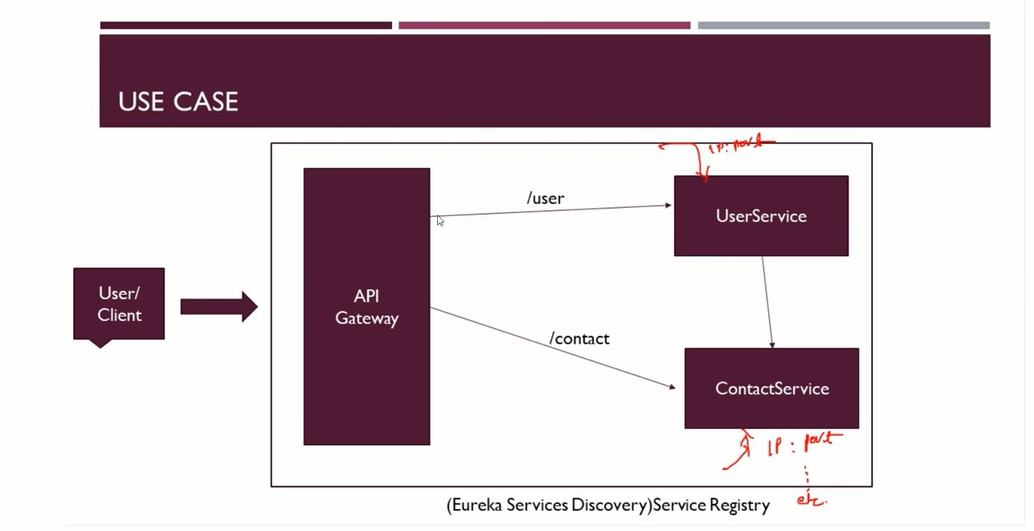 USE CASE
IP: port
/user
UserService
API
Gateway
User/
Client
/contact
ContactService
IP : port
etc.
(Eureka Services Discovery)Service Registry